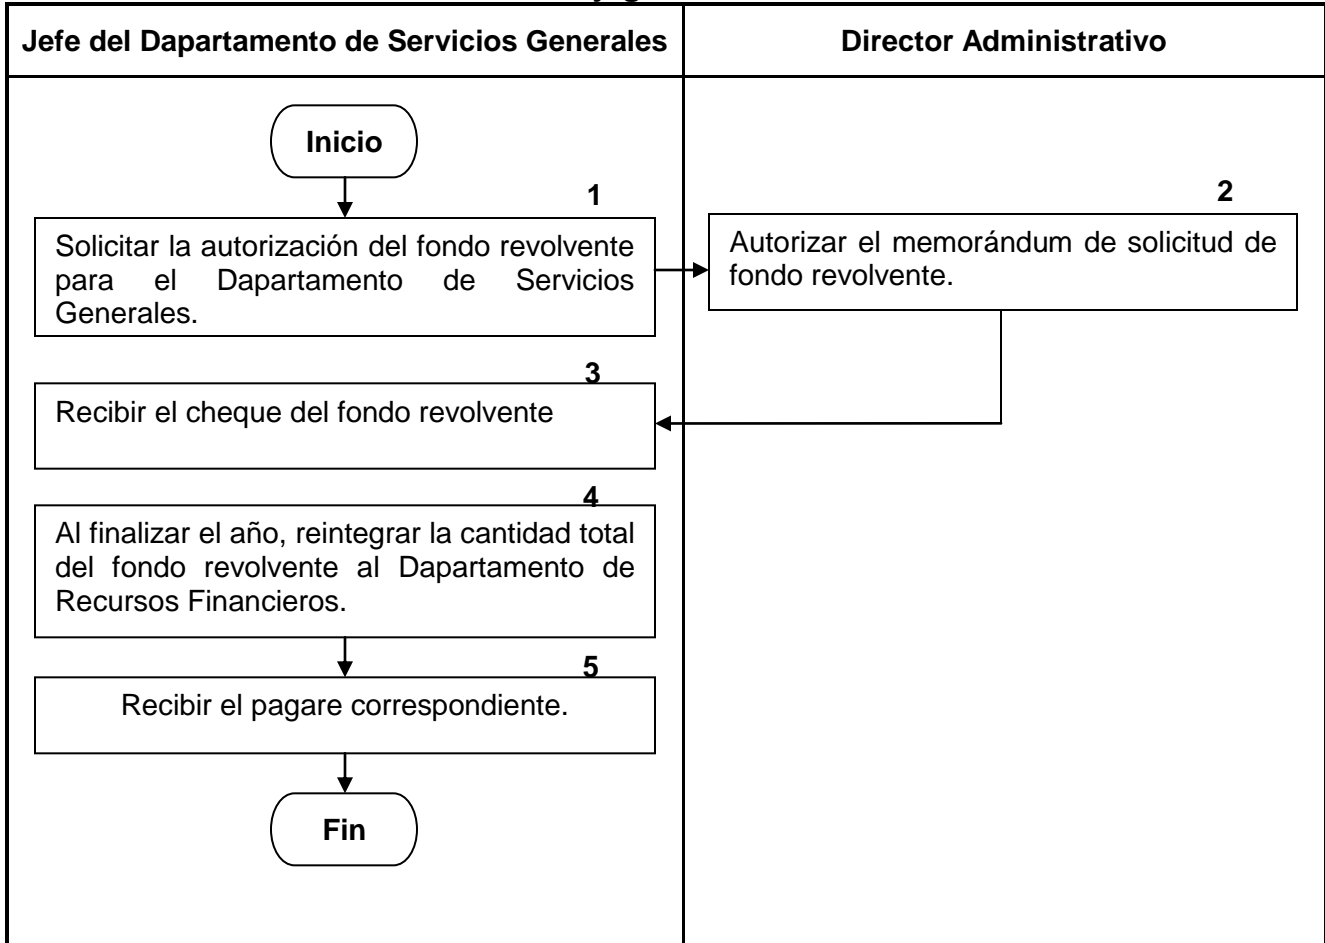 Jefe del Dapartamento de Servicios Generales
Director Administrativo
Inicio
1
Solicitar la autorización del fondo revolvente
para el Dapartamento de Servicios
Generales.
2
Autorizar el memorándum de solicitud de
fondo revolvente.
3
Recibir el cheque del fondo revolvente
4
Al finalizar el año, reintegrar la cantidad total
del fondo revolvente al Dapartamento de
Recursos Financieros.
5
Recibir el pagare correspondiente.
Fin